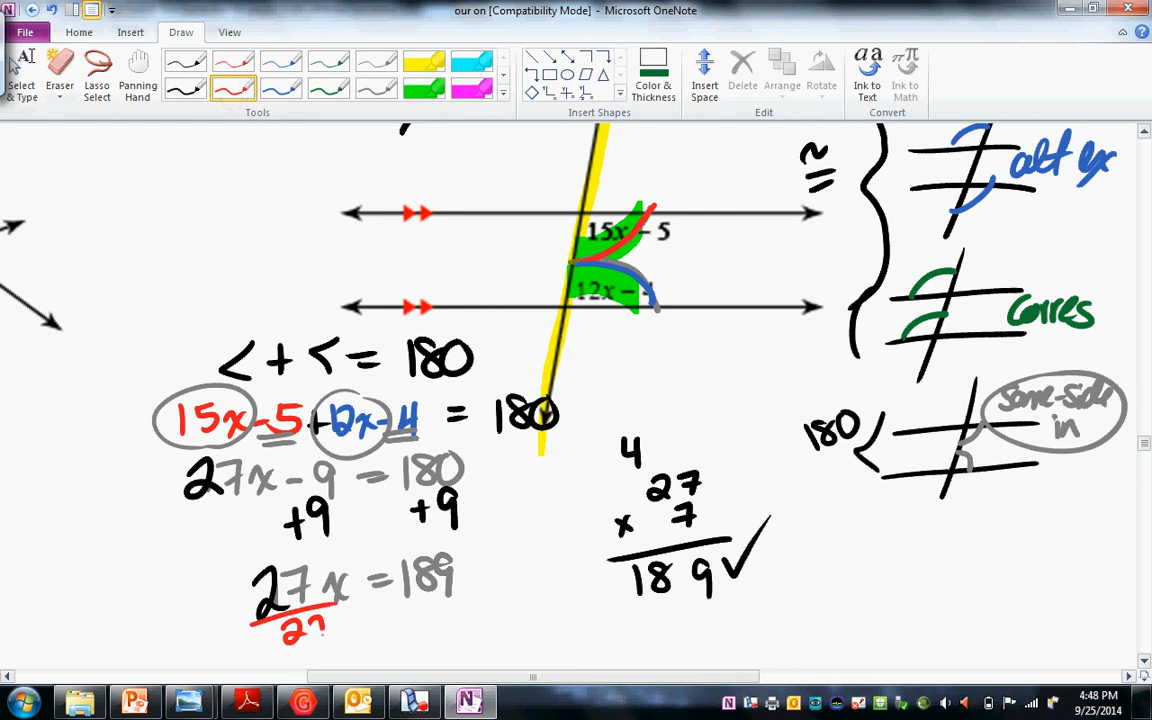 our on [Compatibility Mode] - Microsoft OneNote
File Home Insert Draw View
Select & Type
Eraser
Lasso Select
Panning Hand
Color & Thickness
Insert Space
Delete
Arrange
Rotate
Ink to Text
Ink to Math
Tools
Insert Shapes
Edit
Convert
≅
alt ex
15x - 5
12x -
corres
< + < = 180
15x-5+12x-4 = 180
27x - 9 = 180
+9 +9
27x = 189
27
4
27
x 7
189 ✓
180
same-side
in
4:48 PM
9/25/2014